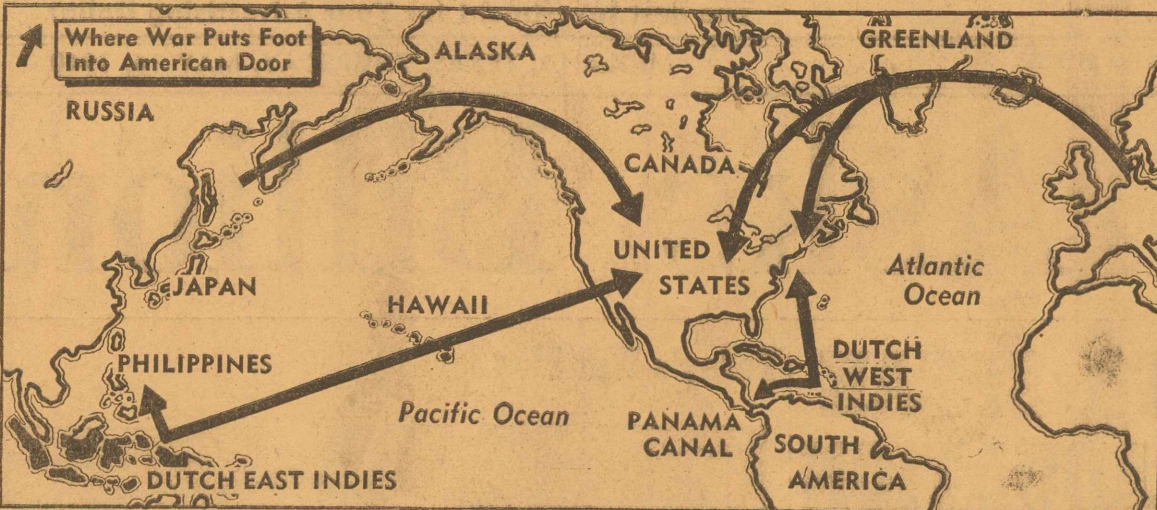 Where War Puts Foot
Into American Door
RUSSIA
ALASKA
GREENLAND
CANADA
UNITED
STATES
JAPAN
HAWAII
Atlantic
Ocean
PHILIPPINES
DUTCH
WEST
INDIES
Pacific Ocean
PANAMA
CANAL
SOUTH
AMERICA
DUTCH EAST INDIES